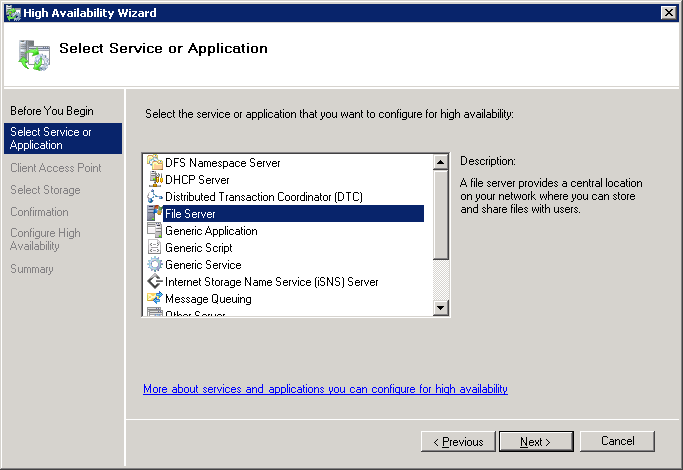 High Availability Wizard
Select Service or Application
Before You Begin
Select Service or
Application
Client Access Point
Select Storage
Confirmation
Configure High
Availability
Summary
Select the service or application that you want to configure for high availability:
DFS Namespace Server
DHCP Server
Distributed Transaction Coordinator (DTC)
File Server
Generic Application
Generic Script
Generic Service
Internet Storage Name Service (iSNS) Server
Message Queuing
Other Server
Description:
A file server provides a central location
on your network where you can store
and share files with users.
More about services and applications you can configure for high availability
< Previous
Next >
Cancel